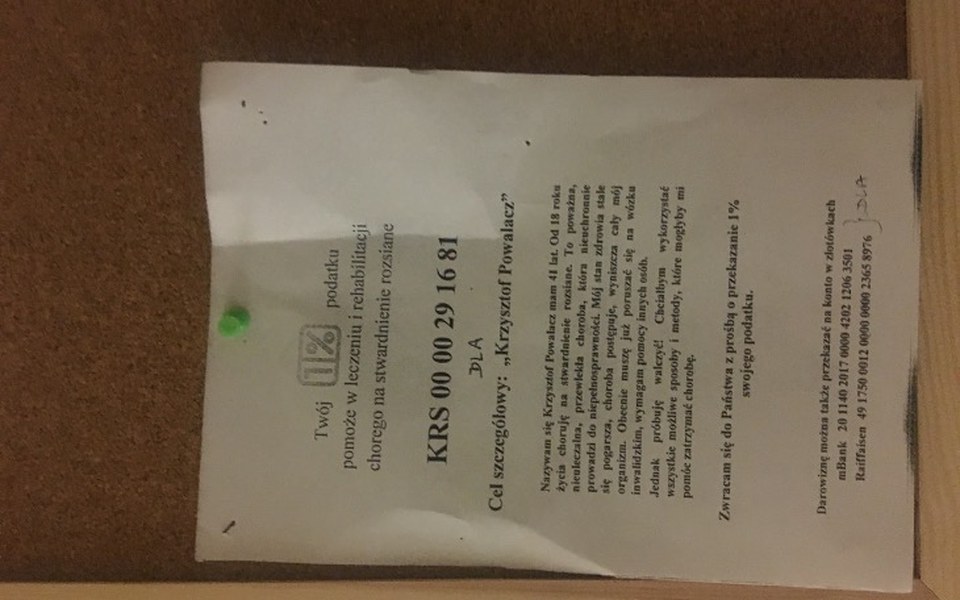 Twój 1% podatku
pomoże w leczeniu i rehabilitacji
chorego na stwardnienie rozsiane
KRS 00 00 29 16 81
DLA
Cel szczegółowy: „Krzysztof Powalacz”
Nazywam się Krzysztof Powalacz mam 41 lat. Od 18 roku
życia choruję na stwardnienie rozsiane. To poważna,
nieuleczalna, przewlekła choroba, która nieuchronnie
prowadzi do niepełnosprawności. Mój stan zdrowia stale
się pogarsza, choroba postępuje, wyniszcza cały mój
organizm. Obecnie muszę już poruszać się na wózku
inwalidzkim, wymagam pomocy innych osób.
Jednak próbuję walczyć! Chciałbym wykorzystać
wszystkie możliwe sposoby i metody, które mogłyby mi
pomóc zatrzymać chorobę.
Zwracam się do Państwa z prośbą o przekazanie 1%
swojego podatku.
Darowiznę można także przekazać na konto w złotówkach
mBank 20 1140 2017 0000 4202 1206 3501
Raiffaisen 49 1750 0012 0000 0000 2365 8976 } DLA